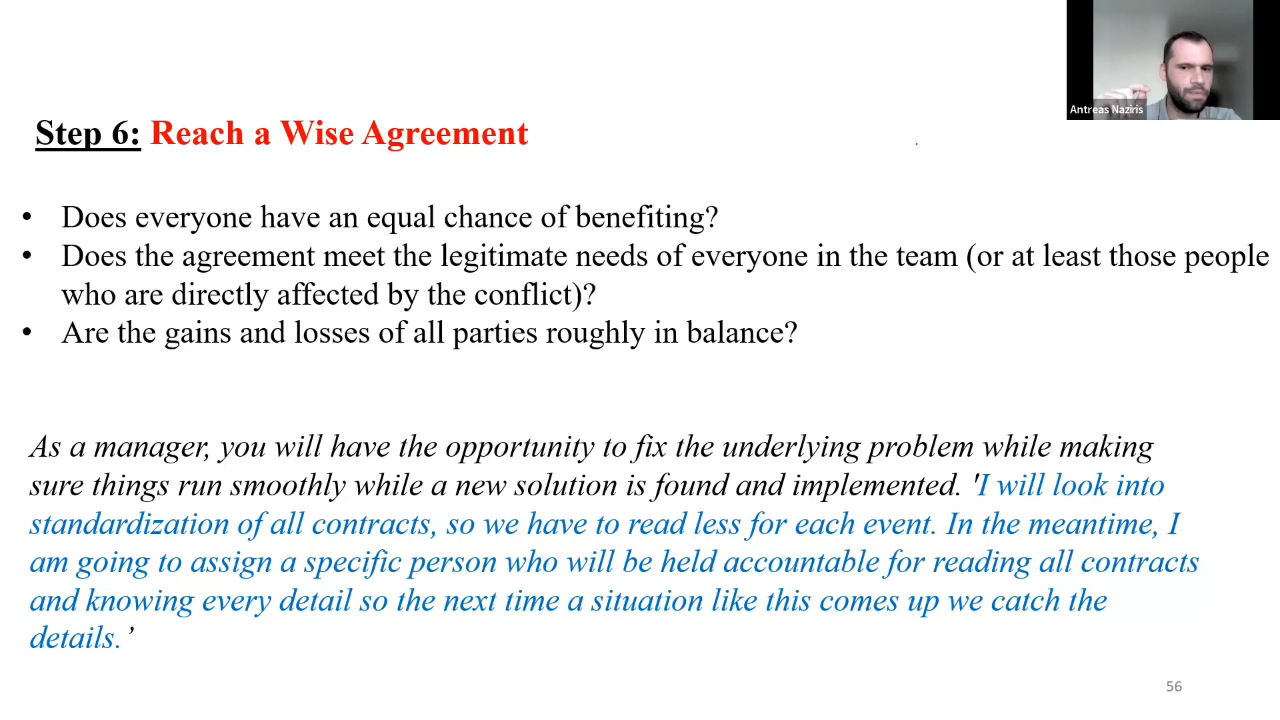 Antreas Naziris
Step 6: Reach a Wise Agreement
• Does everyone have an equal chance of benefiting?
• Does the agreement meet the legitimate needs of everyone in the team (or at least those people
who are directly affected by the conflict)?
• Are the gains and losses of all parties roughly in balance?
As a manager, you will have the opportunity to fix the underlying problem while making
sure things run smoothly while a new solution is found and implemented. 'I will look into
standardization of all contracts, so we have to read less for each event. In the meantime, I
am going to assign a specific person who will be held accountable for reading all contracts
and knowing every detail so the next time a situation like this comes up we catch the
details.’
56